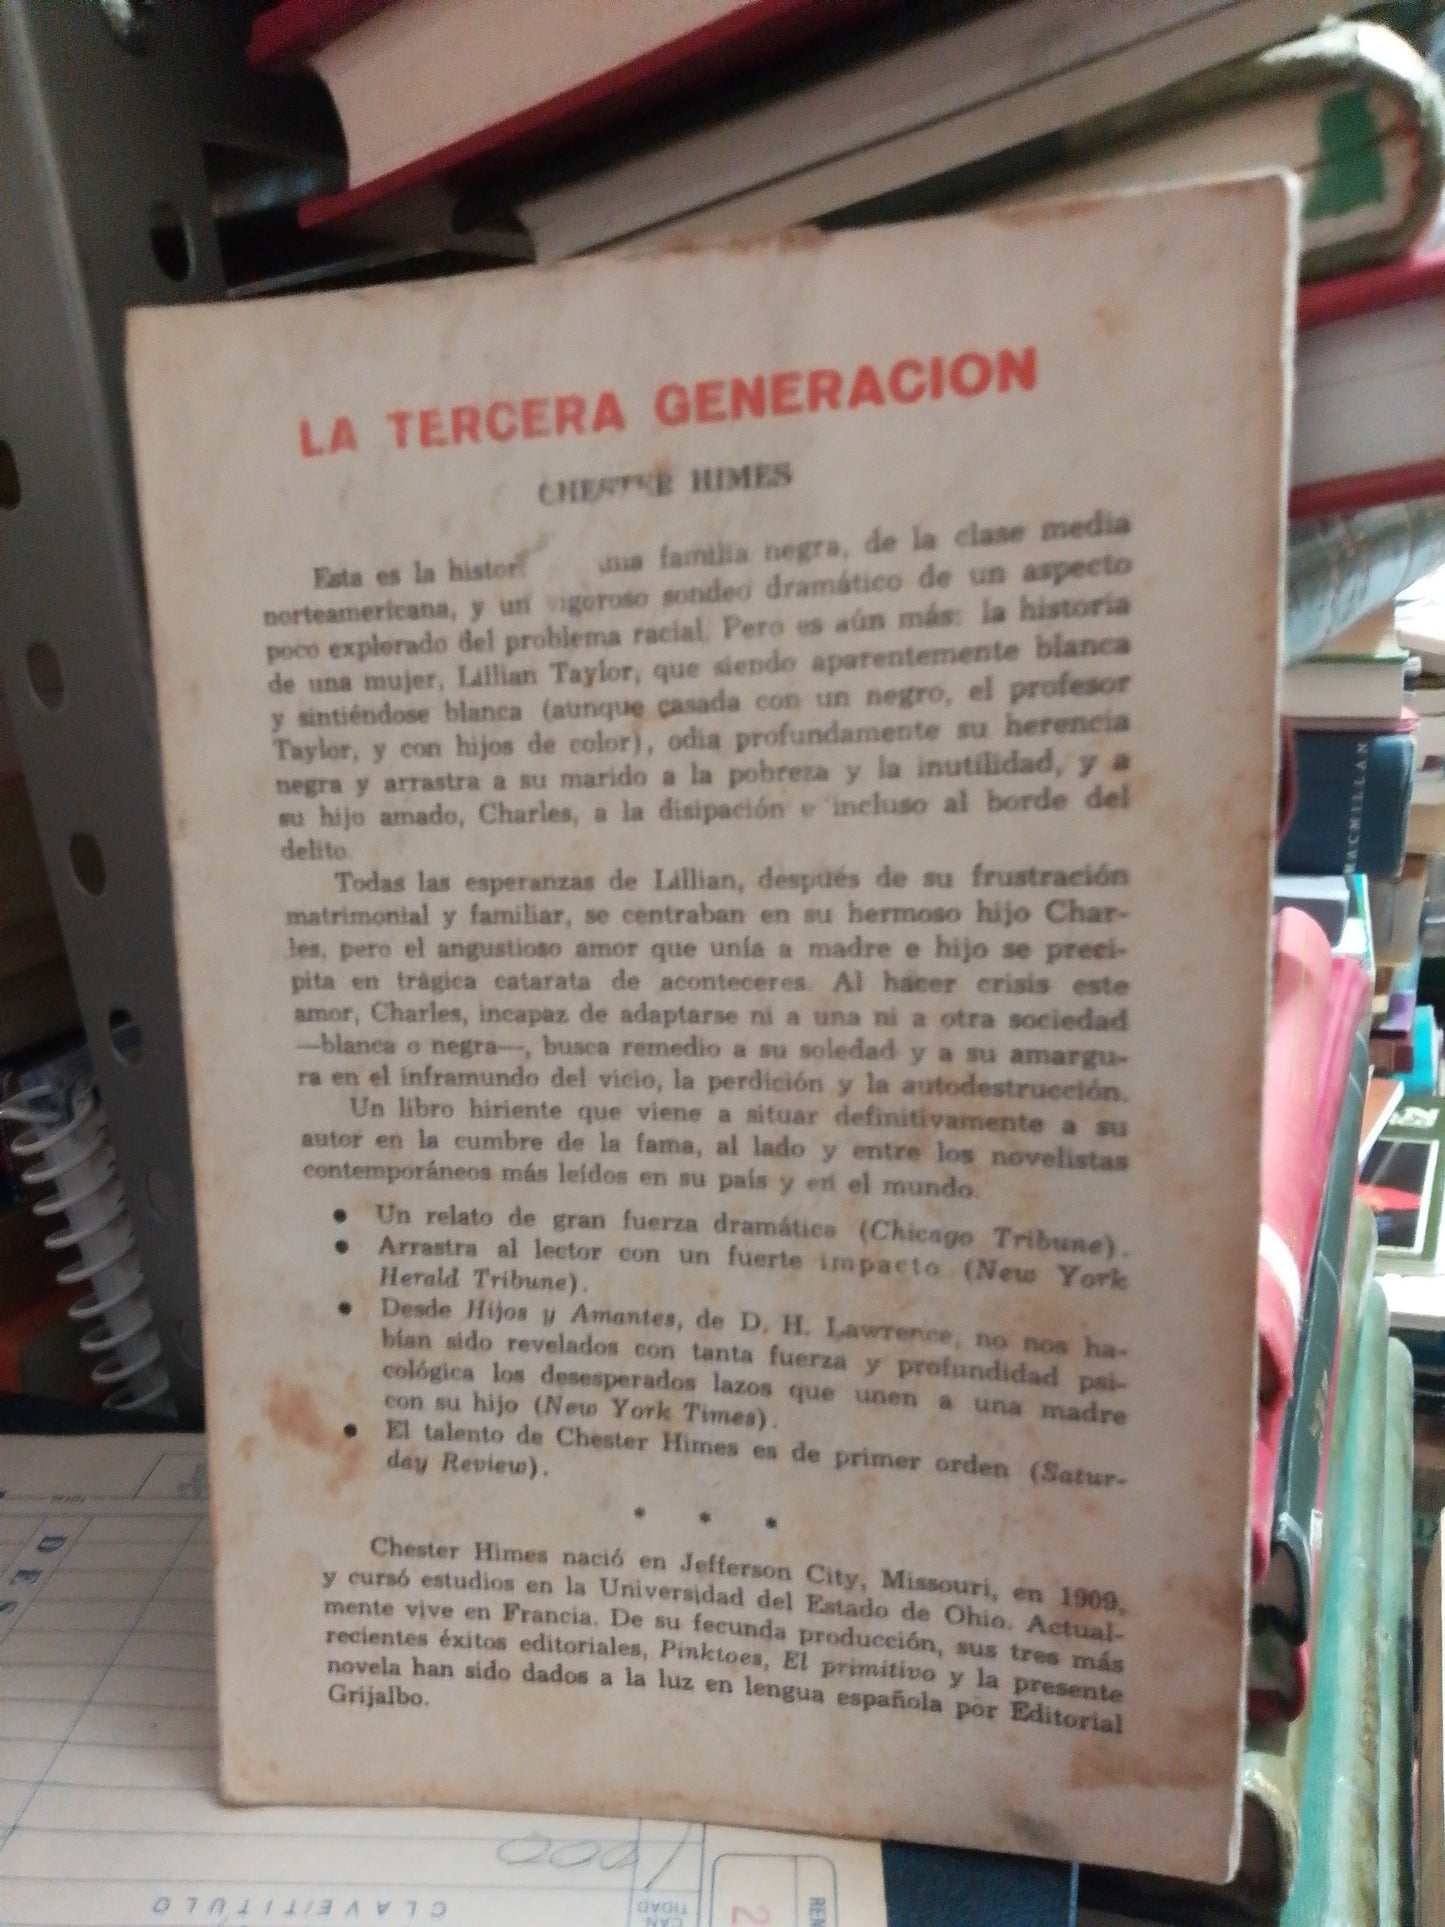 LA TERCERA GENERACION
CHESTER HIMES
Esta es la histori una familia negra, de la clase media
norteamericana, y un vigoroso sondeo dramático de un aspecto
poco explorado del problema racial. Pero es aún más: la historia
de una mujer, Lillian Taylor, que siendo aparentemente blanca
y sintiéndose blanca (aunque casada con un negro, el profesor
Taylor, y con hijos de color), odia profundamente su herencia
negra y arrastra a su marido a la pobreza y la inutilidad, y a
su hijo amado, Charles, a la disipación e incluso al borde del
delito.
Todas las esperanzas de Lillian, después de su frustración
matrimonial y familiar, se centraban en su hermoso hijo Char-
les, pero el angustioso amor que unía a madre e hijo se preci-
pita en trágica catarata de aconteceres. Al hacer crisis este
amor, Charles, incapaz de adaptarse ni a una ni a otra sociedad
—blanca o negra—, busca remedio a su soledad y a su amargu-
ra en el inframundo del vicio, la perdición y la autodestrucción.
Un libro hiriente que viene a situar definitivamente a su
autor en la cumbre de la fama, al lado y entre los novelistas
contemporáneos más leídos en su país y en el mundo.
● Un relato de gran fuerza dramática (Chicago Tribune).
● Arrastra al lector con un fuerte impacto (New York
Herald Tribune).
● Desde Hijos y Amantes, de D. H. Lawrence, no nos ha-
bían sido revelados con tanta fuerza y profundidad psi-
cológica los desesperados lazos que unen a una madre
con su hijo (New York Times).
● El talento de Chester Himes es de primer orden (Satur-
day Review).
* * *
Chester Himes nació en Jefferson City, Missouri, en 1909,
y cursó estudios en la Universidad del Estado de Ohio. Actual-
mente vive en Francia. De su fecunda producción, sus tres más
recientes éxitos editoriales, Pinktoes, El primitivo y la presente
novela han sido dados a la luz en lengua española por Editorial
Grijalbo.
MACMILLAN
CLAVE/TITULO
CAN
TIDAD
REN
2
1000